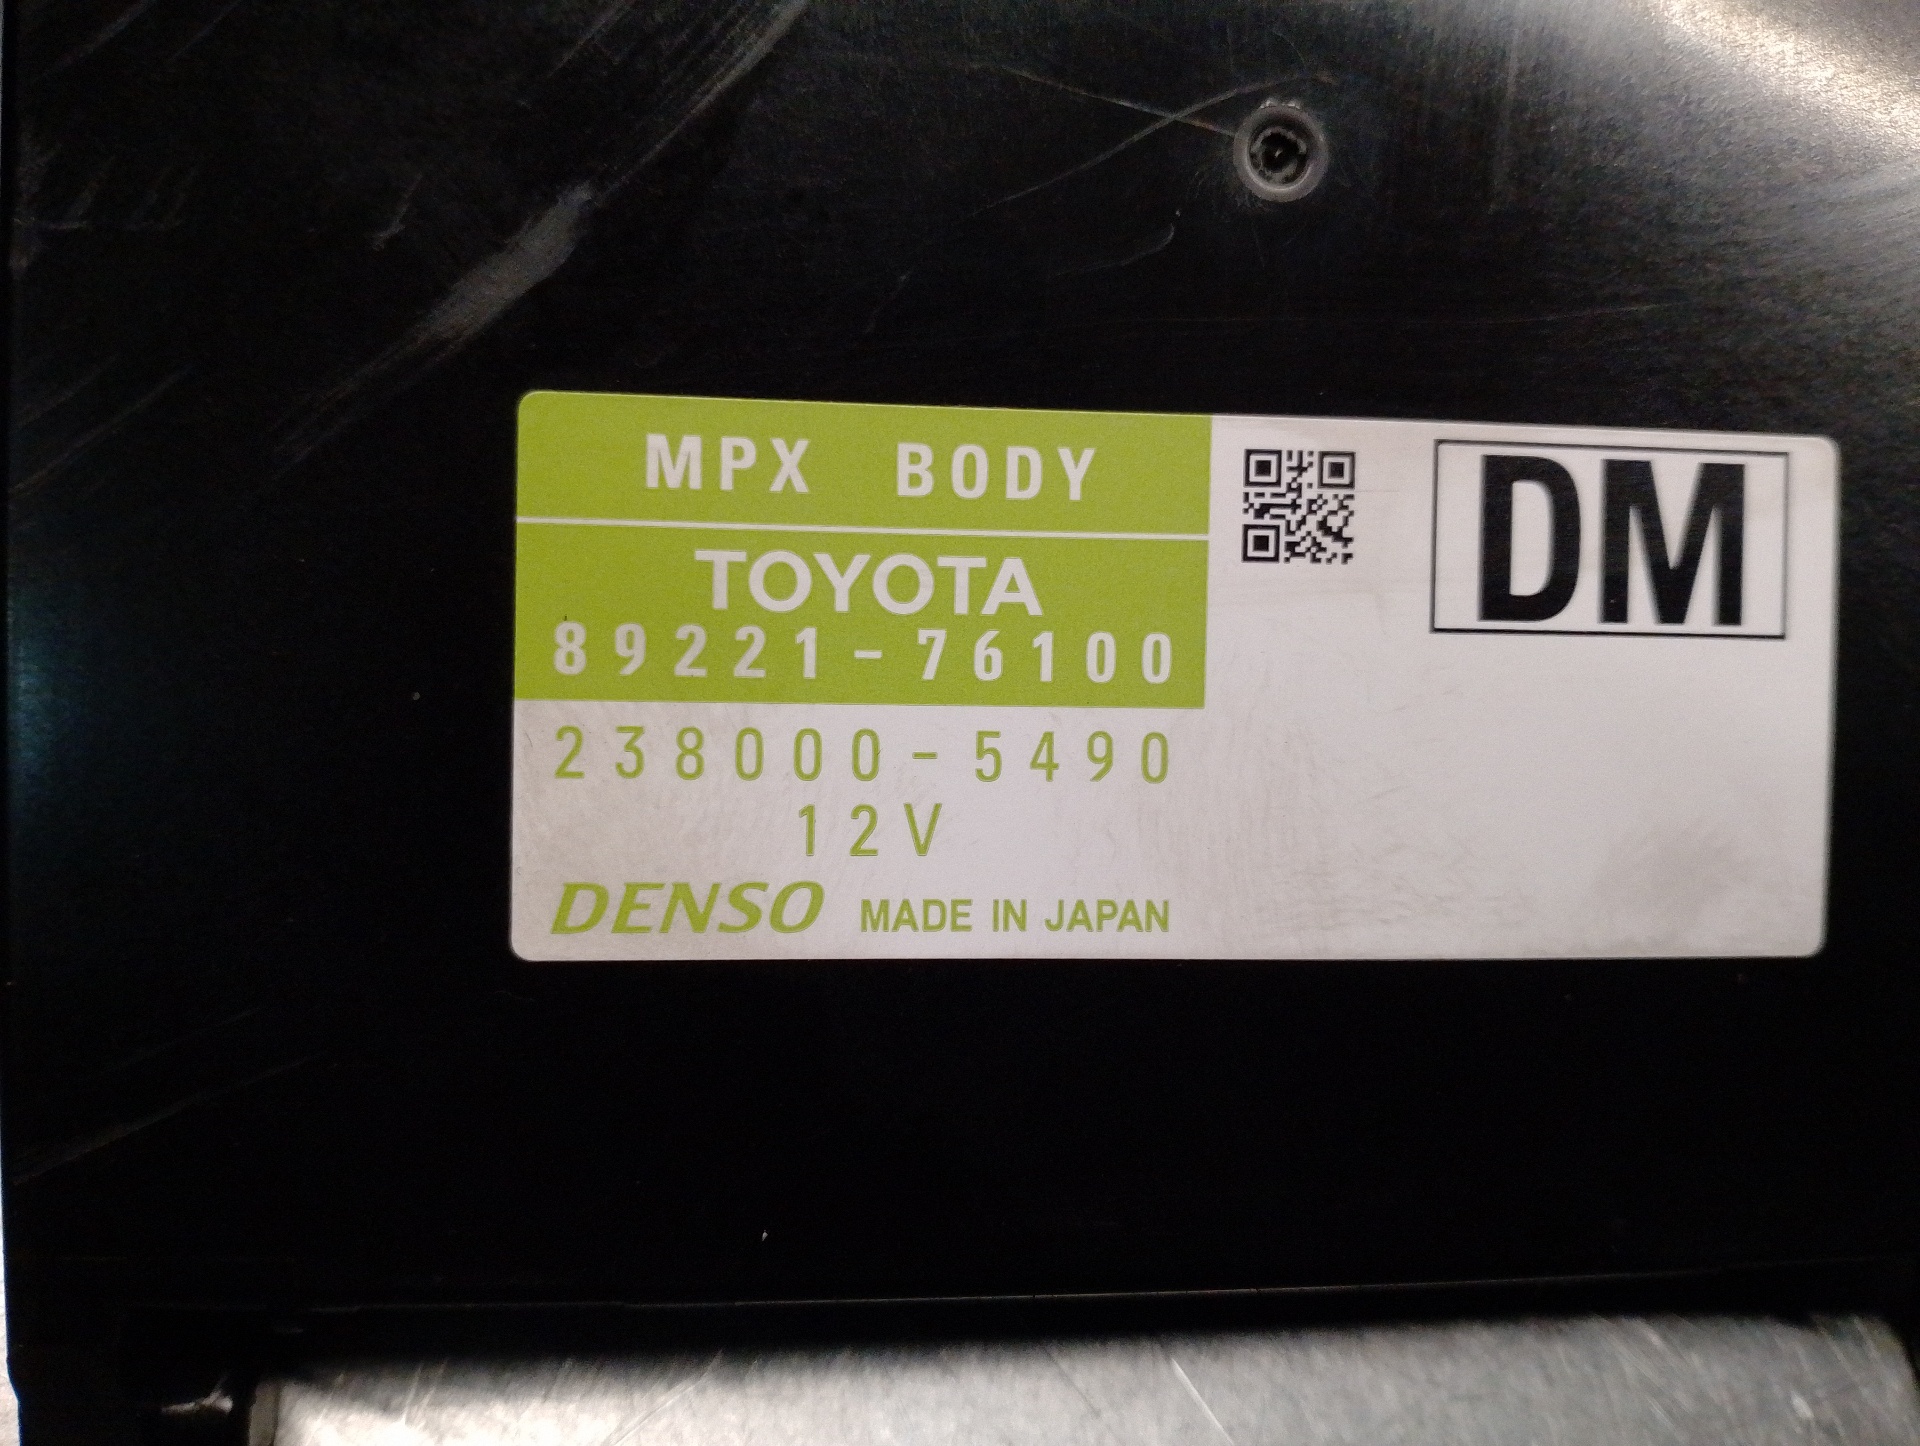 MPX BODY
TOYOTA
89221-76100
238000-5490
12V
DENSO MADE IN JAPAN
DM